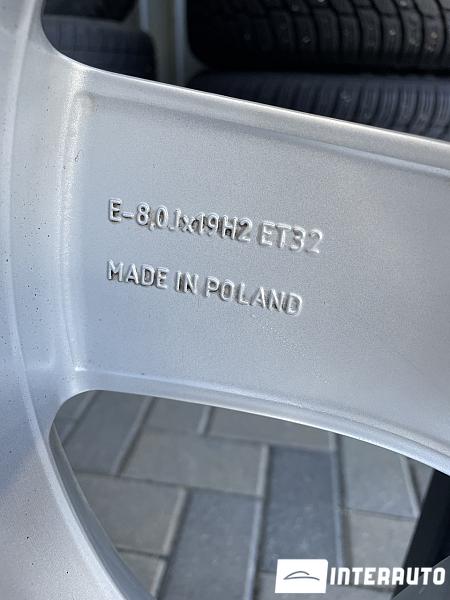 E-8,0Jx19H2 ET32
MADE IN POLAND
INTERAUTO